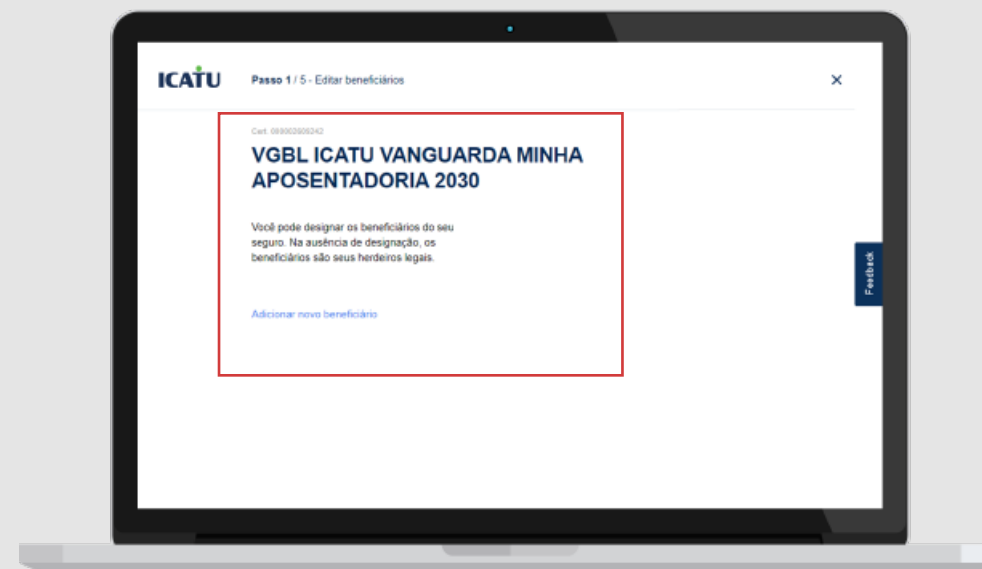 ICATU
Passo 1 / 5 - Editar beneficiários
Cert.
VGBL ICATU VANGUARDA MINHA
APOSENTADORIA 2030
Você pode designar os beneficiários do seu
seguro. Na ausência de designação, os
beneficiários são seus herdeiros legais.
Adicionar novo beneficiário
Feedback